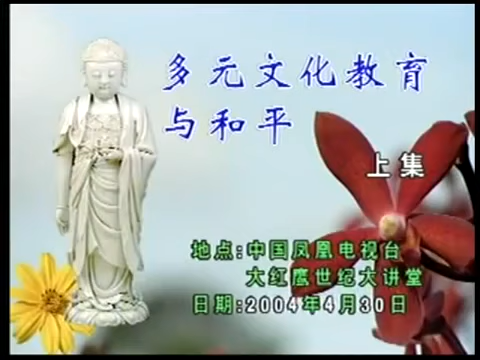 多元文化教育
与和平
上集
地点:中国凤凰电视台
大红鹰世纪大讲堂
日期:2004年4月30日